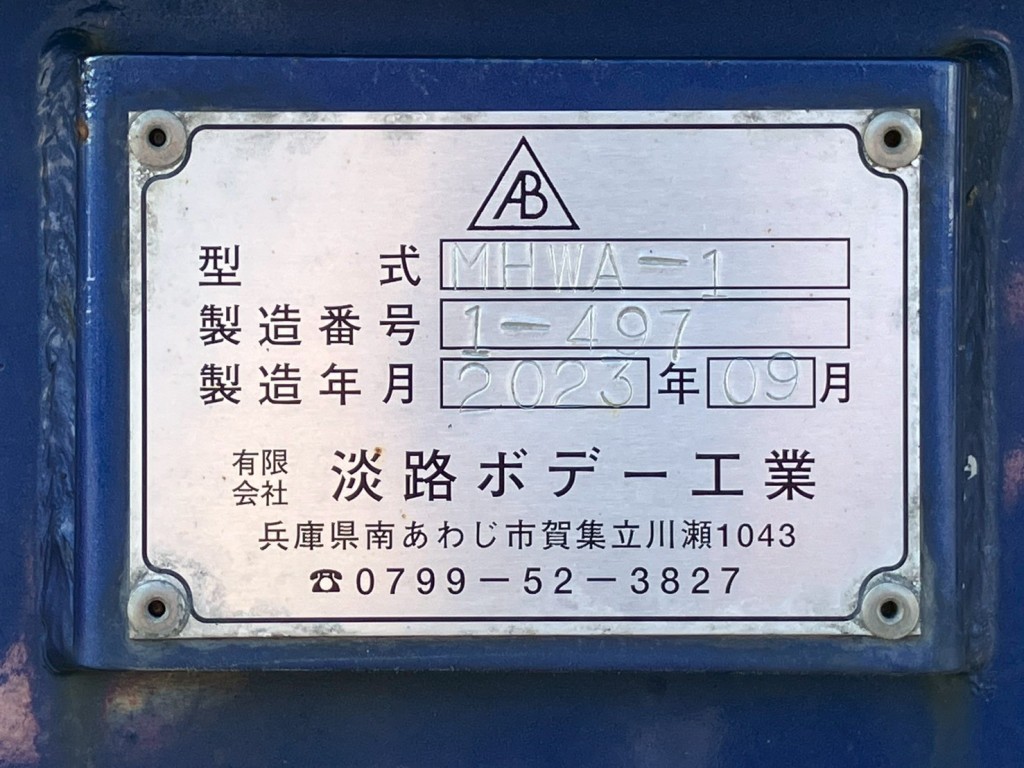 AB
型式 MHWA-1
製造番号 1-497
製造年月 2023年09月
有限会社 淡路ボデー工業
兵庫県南あわじ市賀集立川瀬1043
☎0799-52-3827